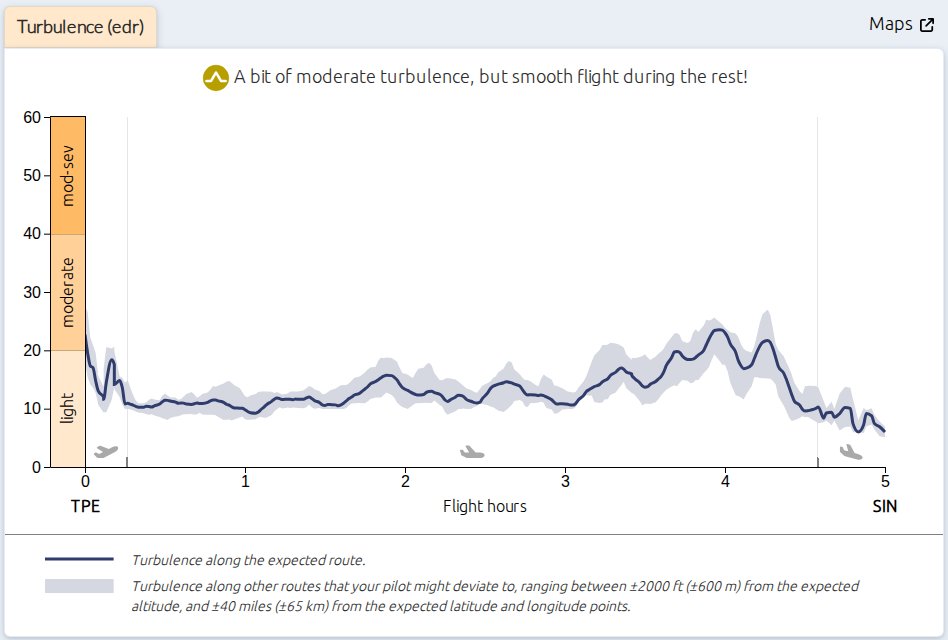 Turbulence (edr)
Maps
A bit of moderate turbulence, but smooth flight during the rest!
60
50
40
30
20
10
0
mod-sev
moderate
light
0 1 2 3 4 5
TPE Flight hours SIN
Turbulence along the expected route.
Turbulence along other routes that your pilot might deviate to, ranging between ±2000 ft (±600 m) from the expected
altitude, and ±40 miles (±65 km) from the expected latitude and longitude points.